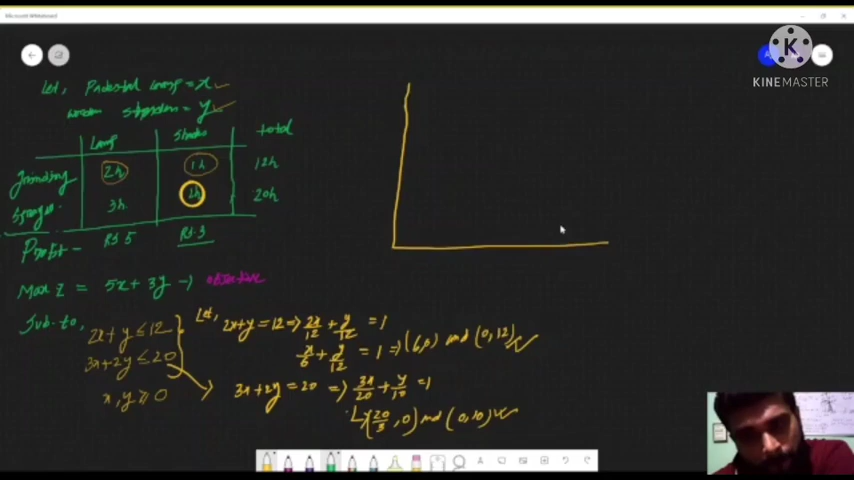 Microsoft Whiteboard
KINEMASTER
Let, Pedestal lamp = x
wooden = y
Lamp Shades total
Grinding 2h 1h 12h
3h 20h
Profit - RS.5 RS.3
Max Z = 5x + 3y → objective
Sub. to,
2x + y ≤ 12
3x + 2y ≤ 20
x, y ≥ 0
Let, 2x + y = 12 ⇒ 2x/12 + y/12 = 1
x/6 + y/12 = 1 ⇒ (6,0) and (0,12)
3x + 2y = 20 ⇒ 3x/20 + y/10 = 1
(20/3, 0) and (0, 10)